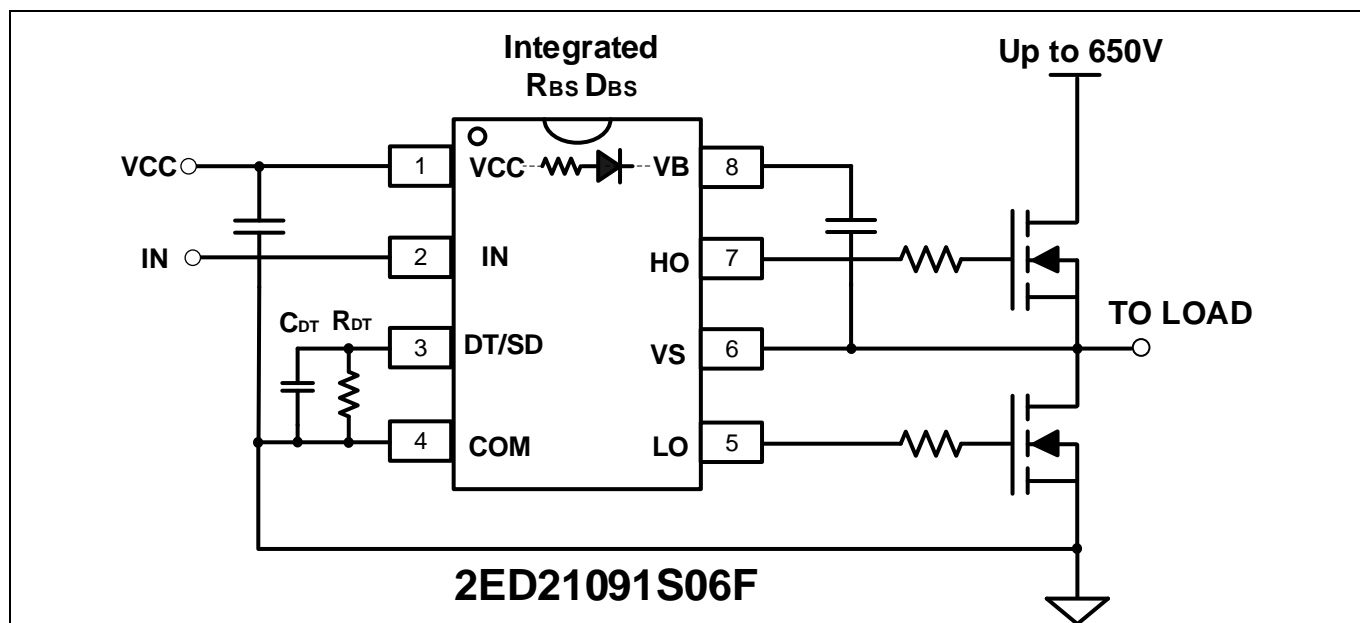 Integrated
RBS DBS
Up to 650V
VCC
1
VCC
VB
8
IN
2
IN
HO
7
CDT RDT
3
DT/SD
VS
6
TO LOAD
4
COM
LO
5
2ED21091S06F